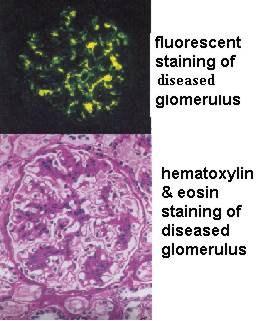 fluorescent
staining of
diseased
glomerulus
hematoxylin
& eosin
staining of
diseased
glomerulus